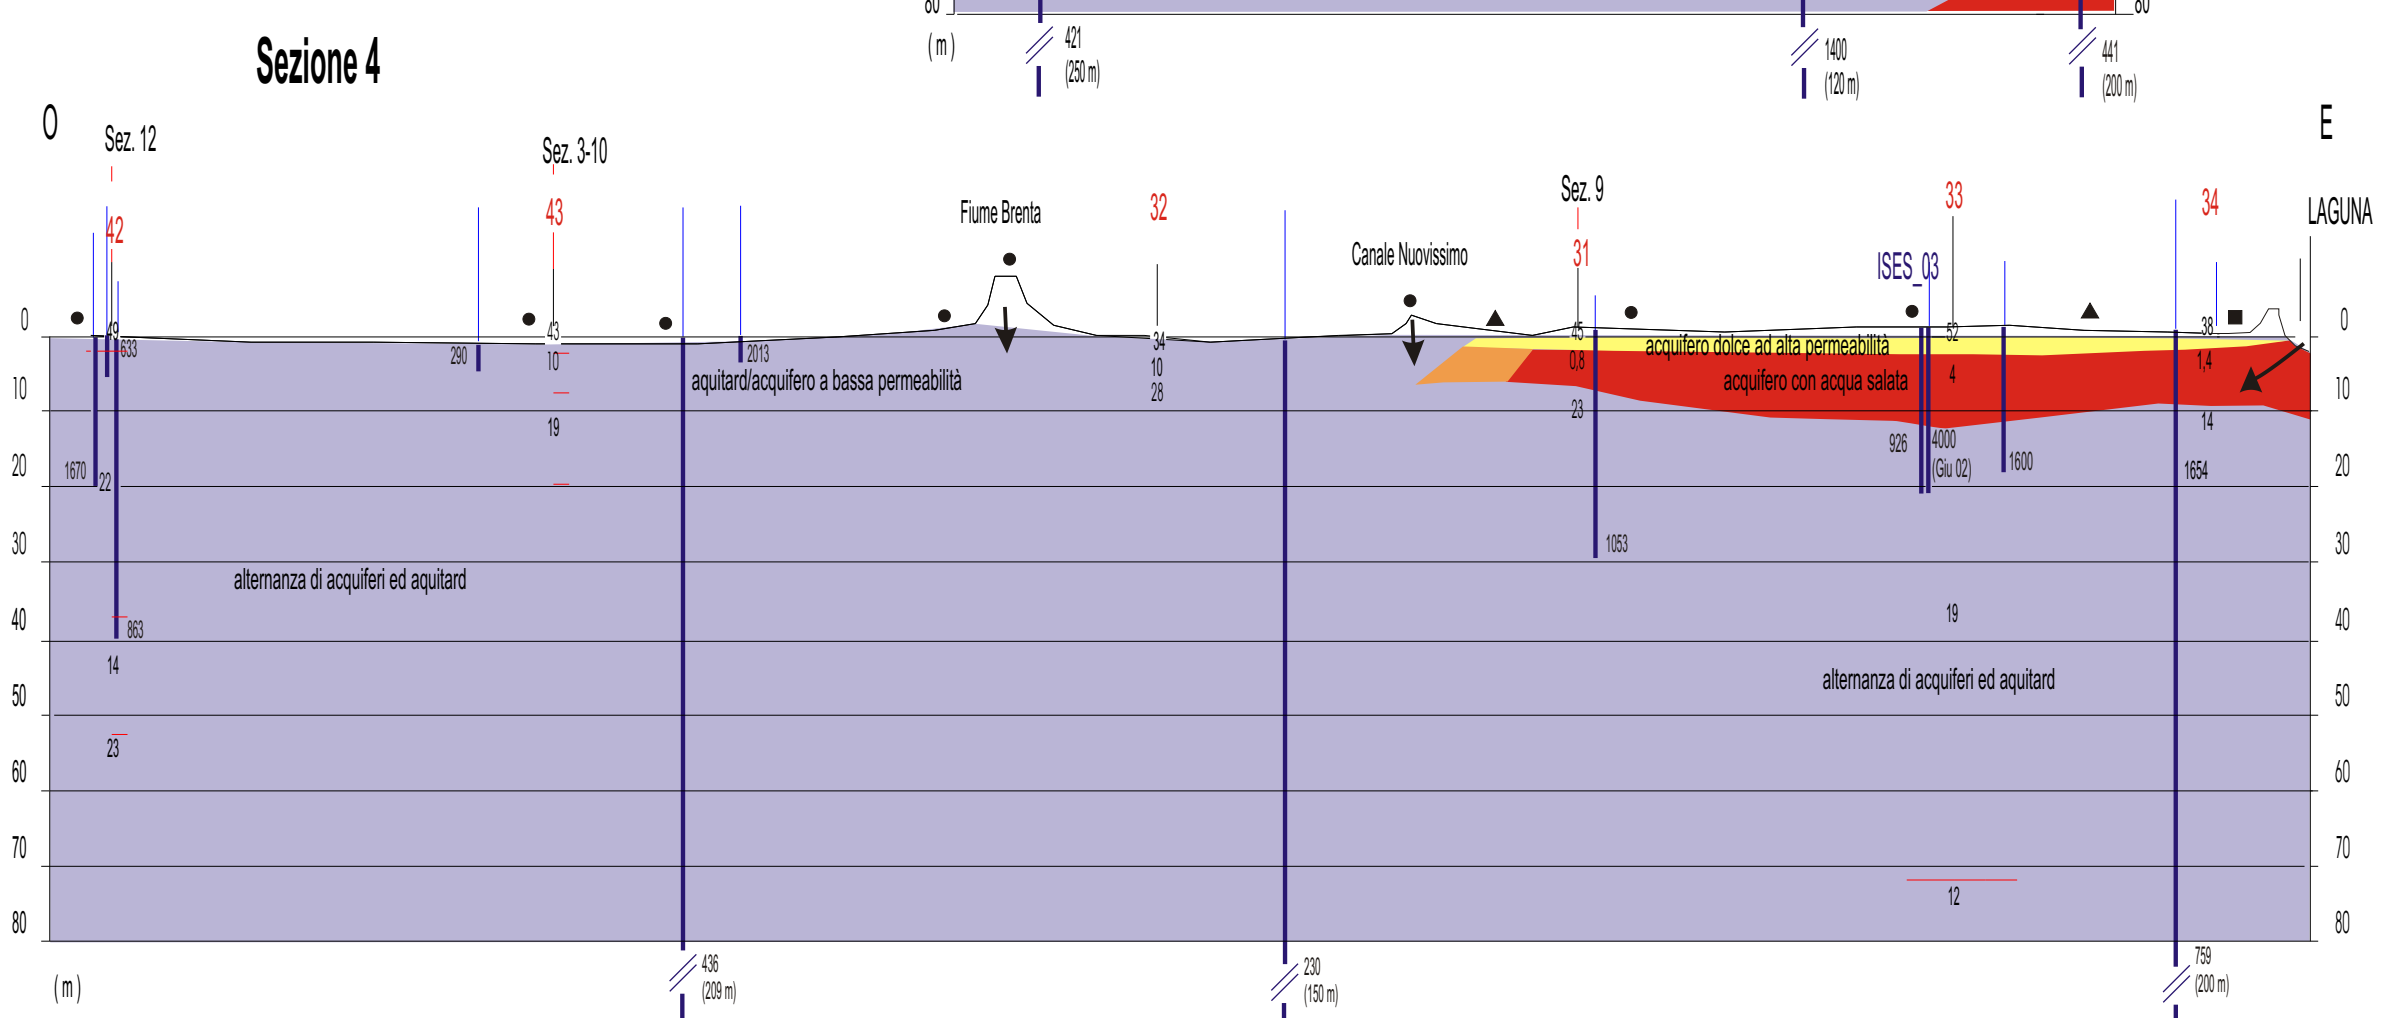 80
80
( m )
421
(250 m)
1400
(120 m)
441
(200 m)
Sezione 4
O
E
Sez. 12
Sez. 3-10
Sez. 9
42
43
Fiume Brenta
32
Canale Nuovissimo
31
ISES_03
33
34
LAGUNA
0
49
633
290
43
10
2013
34
10
28
45
0,8
23
52
4
38
1,4
14
0
aquitard/acquifero a bassa permeabilità
acquifero dolce ad alta permeabilità
acquifero con acqua salata
10
10
19
926
4000
(Giu 02)
1600
1654
20
1670
22
20
30
1053
30
alternanza di acquiferi ed aquitard
40
863
19
40
14
alternanza di acquiferi ed aquitard
50
50
23
60
60
70
70
12
80
80
( m )
436
(209 m)
230
(150 m)
759
(200 m)